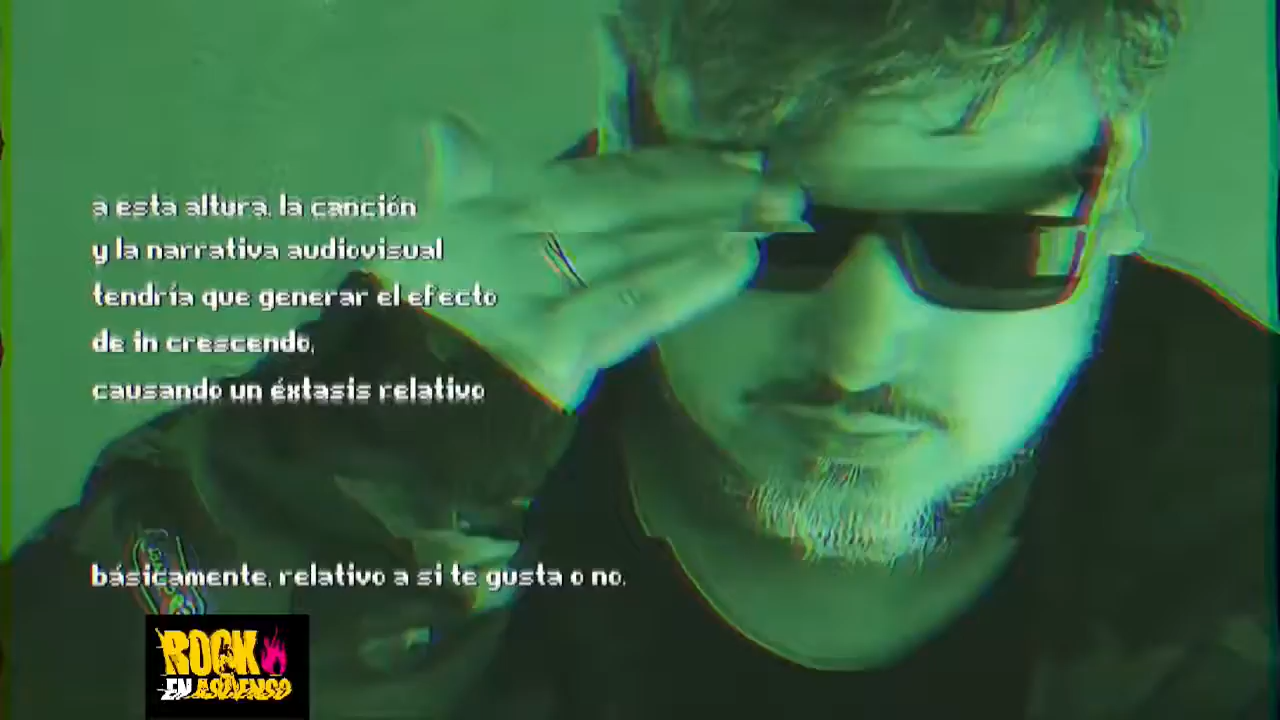 a esta altura, la canción
y la narrativa audiovisual
tendría que generar el efecto
de in crescendo,
causando un éxtasis relativo
básicamente, relativo a si te gusta o no.
ROCK
EN ASCENSO